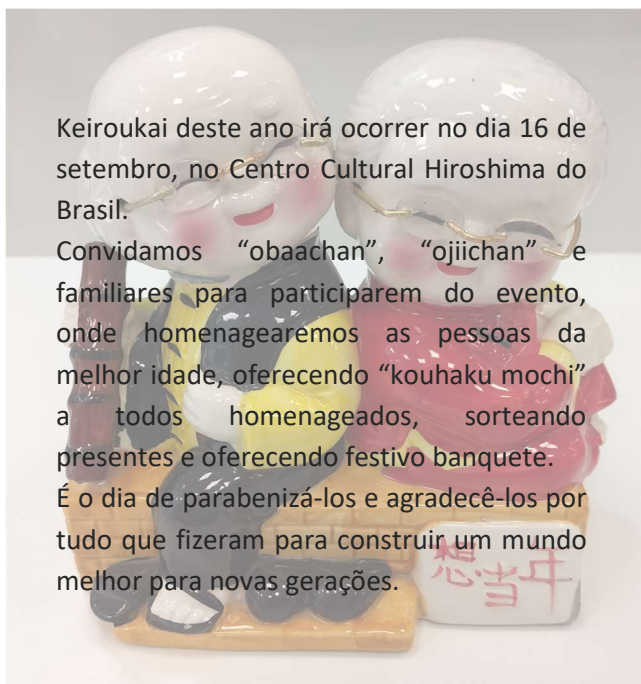 Keiroukai deste ano irá ocorrer no dia 16 de
setembro, no Centro Cultural Hiroshima do
Brasil.
Convidamos “obaachan”, “ojiichan” e
familiares para participarem do evento,
onde homenagearemos as pessoas da
melhor idade, oferecendo “kouhaku mochi”
a todos homenageados, sorteando
presentes e oferecendo festivo banquete.
É o dia de parabenizá-los e agradecê-los por
tudo que fizeram para construir um mundo
melhor para novas gerações.
想当年